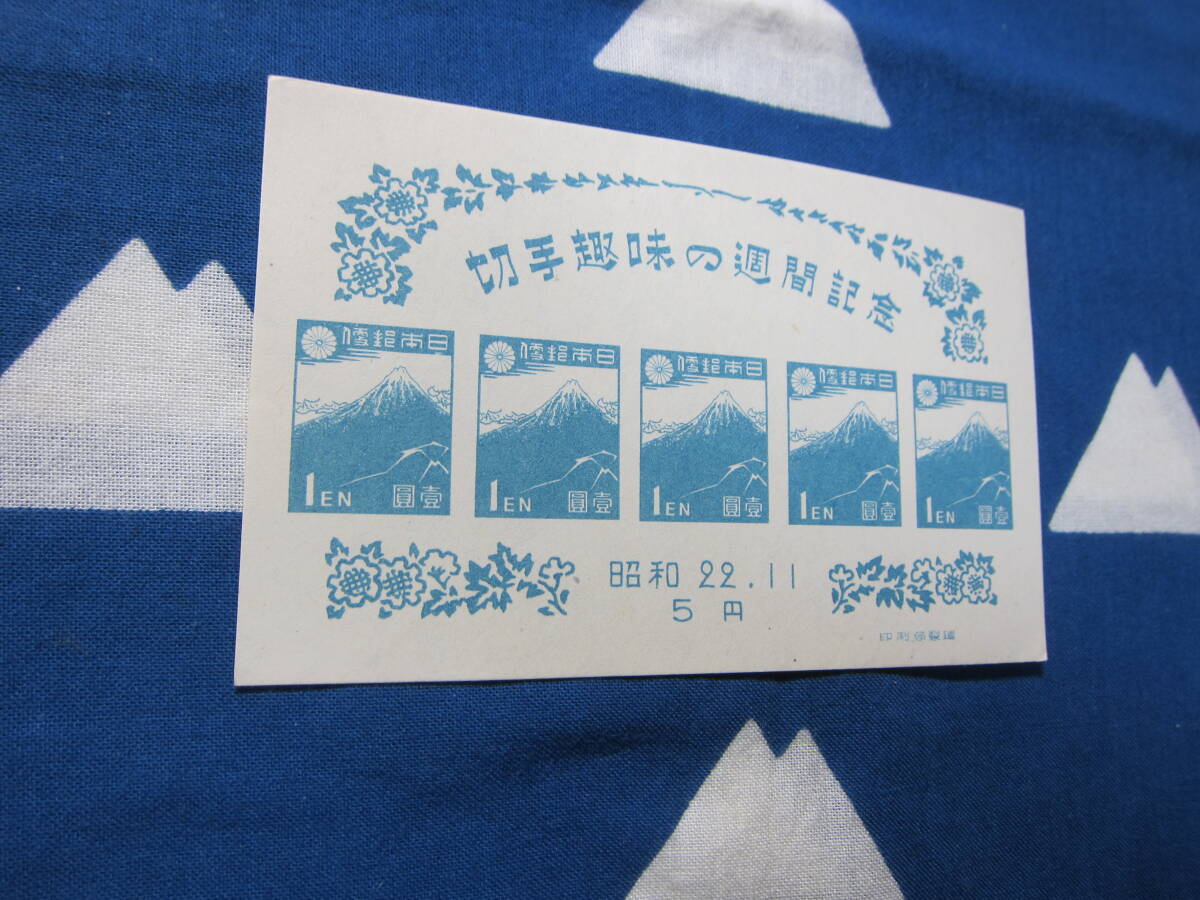 切手趣味の週間記念
日本郵便
1EN 壹圓
日本郵便
1EN 壹圓
日本郵便
1EN 壹圓
日本郵便
1EN 壹圓
日本郵便
1EN 壹圓
昭和 22.11
5円
印刷局製造